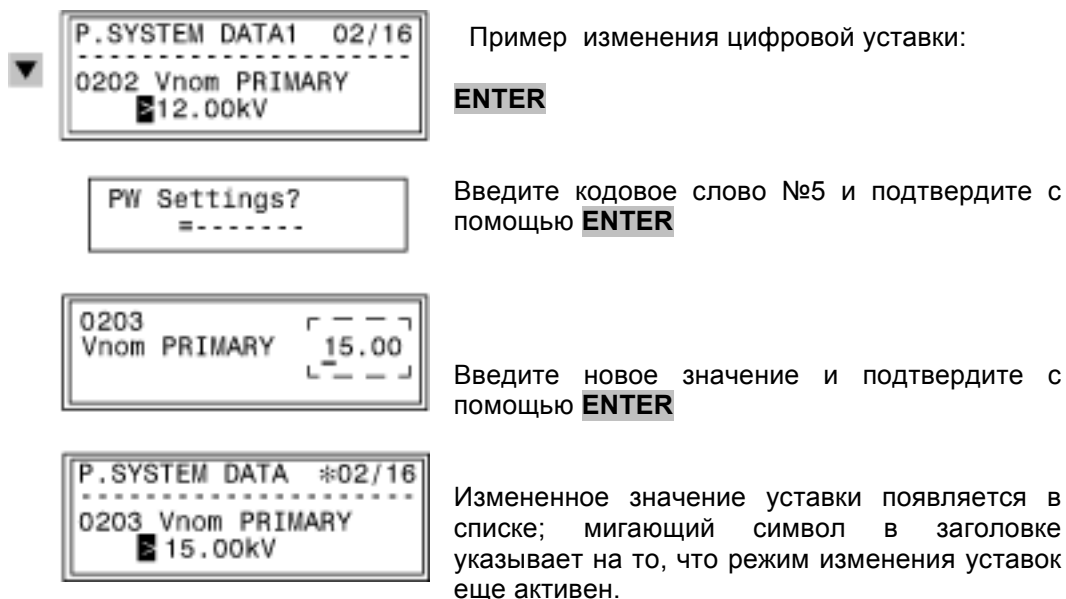 P.SYSTEM DATA1 02/16
0202 Vnom PRIMARY
>12.00kV
Пример изменения цифровой уставки:
ENTER
PW Settings?
=-------
Введите кодовое слово №5 и подтвердите с
помощью ENTER
0203
Vnom PRIMARY 15.00
Введите новое значение и подтвердите с
помощью ENTER
P.SYSTEM DATA *02/16
0203 Vnom PRIMARY
>15.00kV
Измененное значение уставки появляется в
списке; мигающий символ в заголовке
указывает на то, что режим изменения уставок
еще активен.